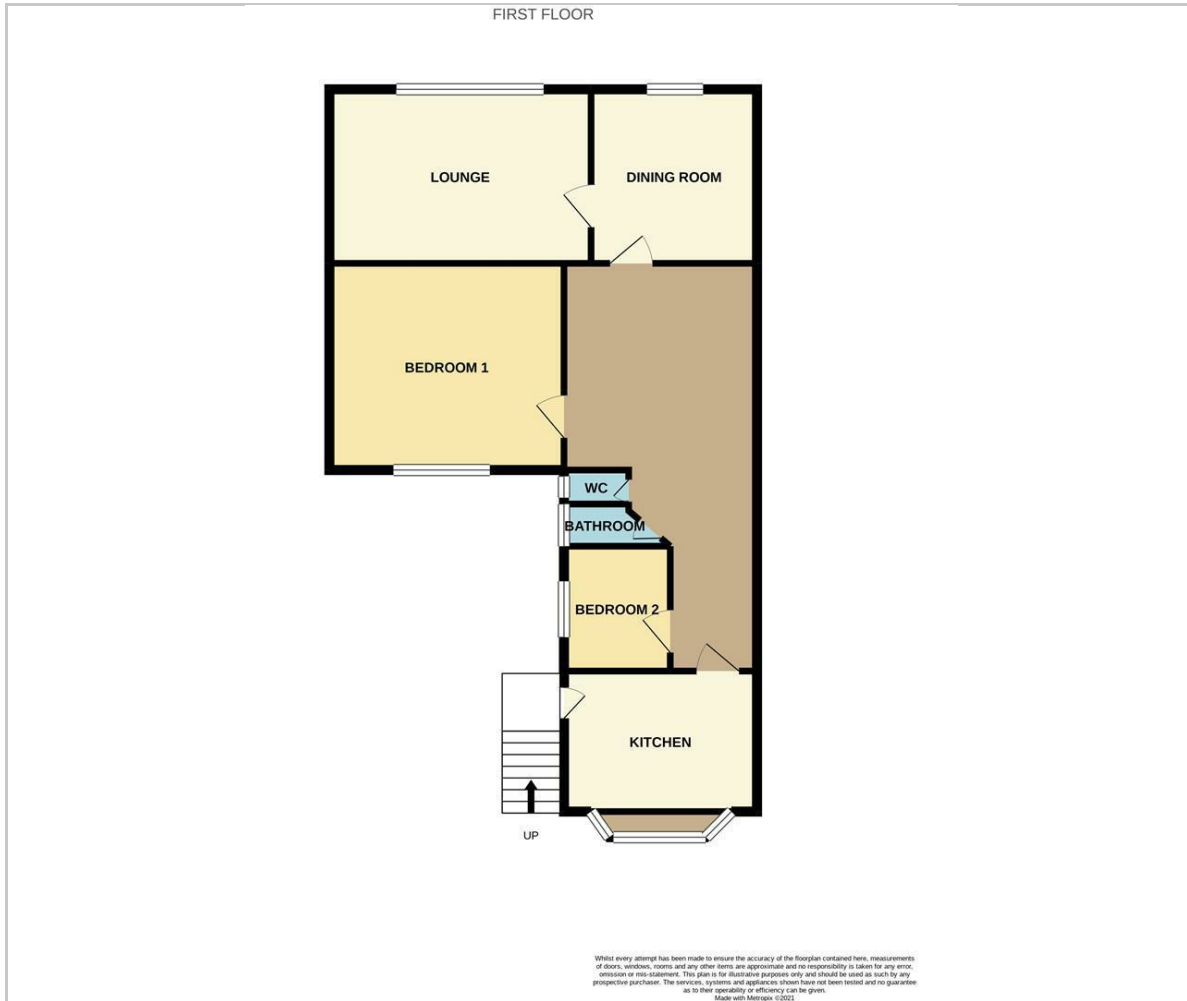 FIRST FLOOR
LOUNGE
DINING ROOM
BEDROOM 1
WC
BATHROOM
BEDROOM 2
KITCHEN
UP
Whilst every attempt has been made to ensure the accuracy of the floorplan contained here, measurements
of doors, windows, rooms and any other items are approximate and no responsibility is taken for any error,
omission or mis-statement. This plan is for illustrative purposes only and should be used as such by any
prospective purchaser. The services, systems and appliances shown have not been tested and no guarantee
as to their operability or efficiency can be given.
Made with Metropix ©2021